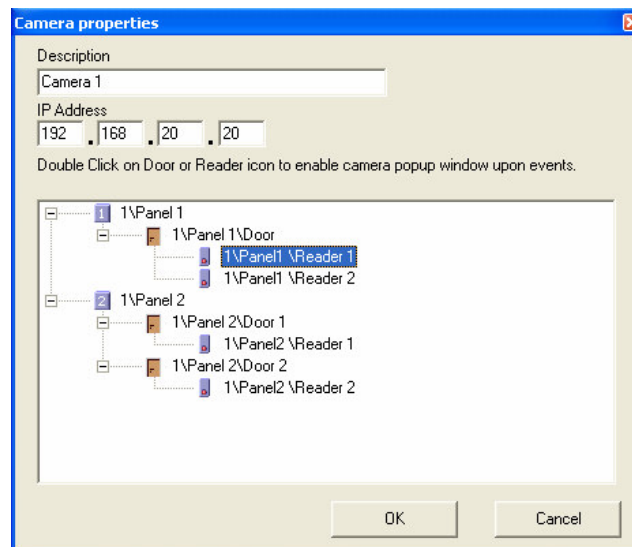 Camera properties
Description
Camera 1
IP Address
192 . 168 . 20 . 20
Double Click on Door or Reader icon to enable camera popup window upon events.
1 1\Panel 1
1\Panel 1\Door
1\Panel1 \Reader 1
1\Panel1 \Reader 2
2 1\Panel 2
1\Panel 2\Door 1
1\Panel2 \Reader 1
1\Panel 2\Door 2
1\Panel2 \Reader 2
OK Cancel